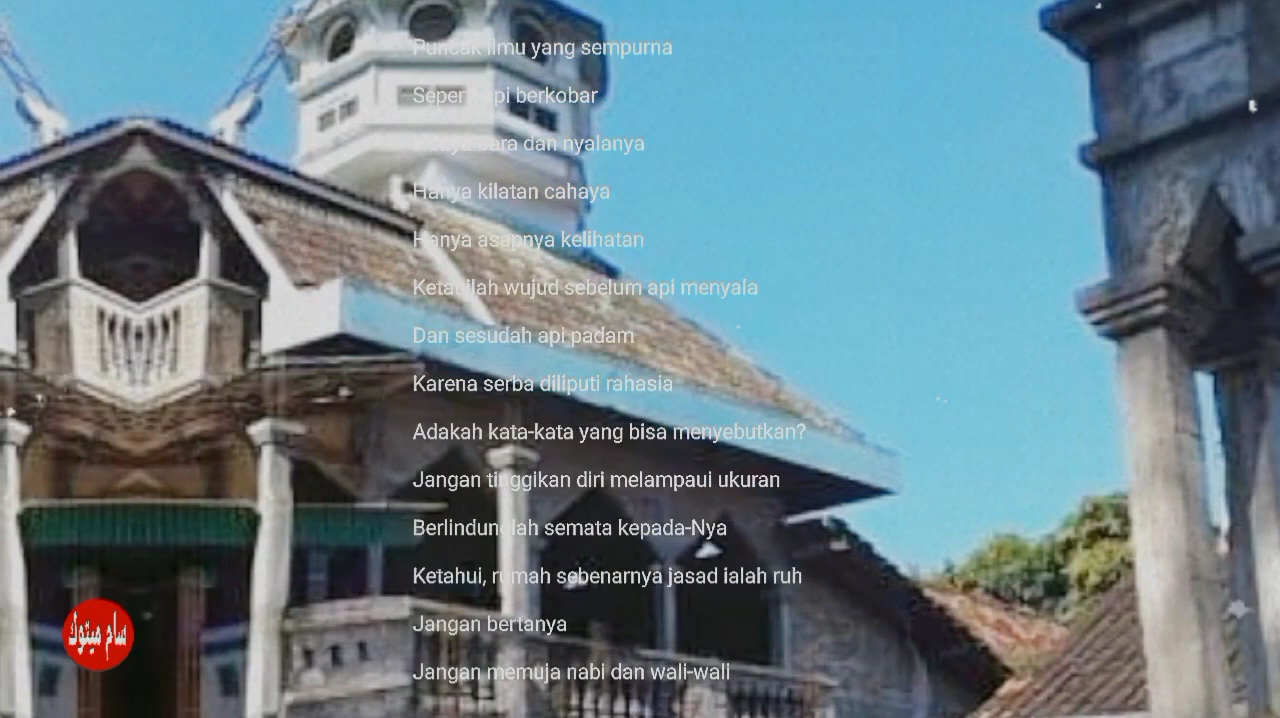 Puncak ilmu yang sempurna
Seperti api berkobar
bara dan nyalanya
Hanya kilatan cahaya
Hanya asapnya kelihatan
Ketauilah wujud sebelum api menyala
Dan sesudah api padam
Karena serba diliputi rahasia
Adakah kata-kata yang bisa menyebutkan?
Jangan tinggikan diri melampaui ukuran
Berlindunglah semata kepada-Nya
Ketahui, rumah sebenarnya jasad ialah ruh
Jangan bertanya
Jangan memuja nabi dan wali-wali